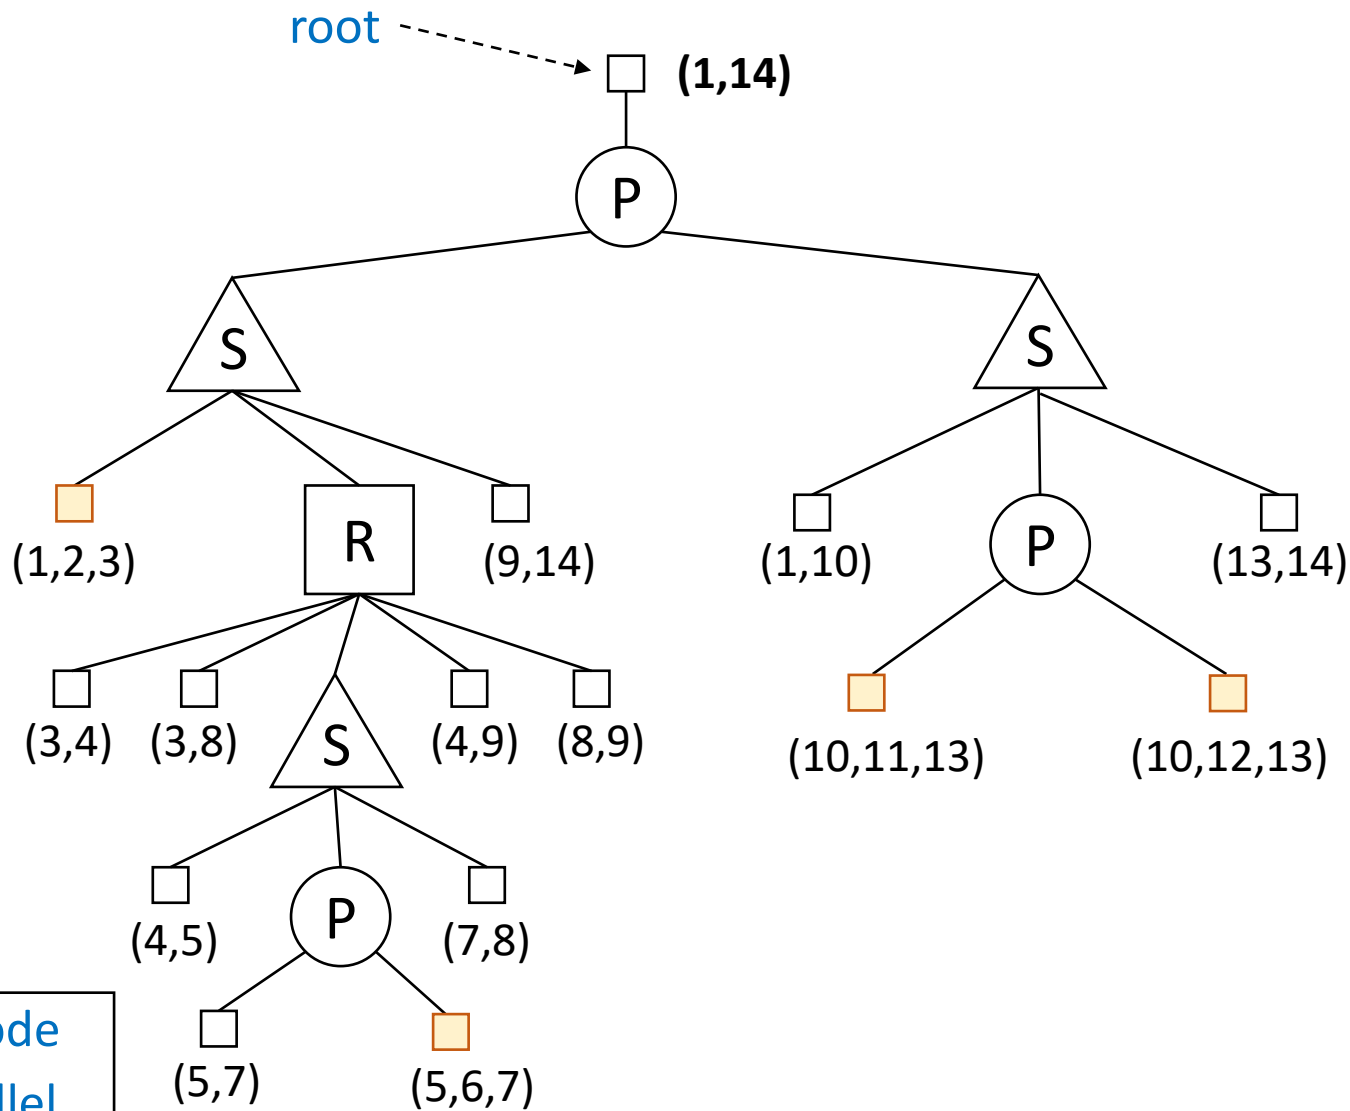 root
(1,14)
P
S
S
(1,2,3)
R
(9,14)
(1,10)
P
(13,14)
(3,4)
(3,8)
S
(4,9)
(8,9)
(10,11,13)
(10,12,13)
(4,5)
P
(7,8)
(5,7)
(5,6,7)